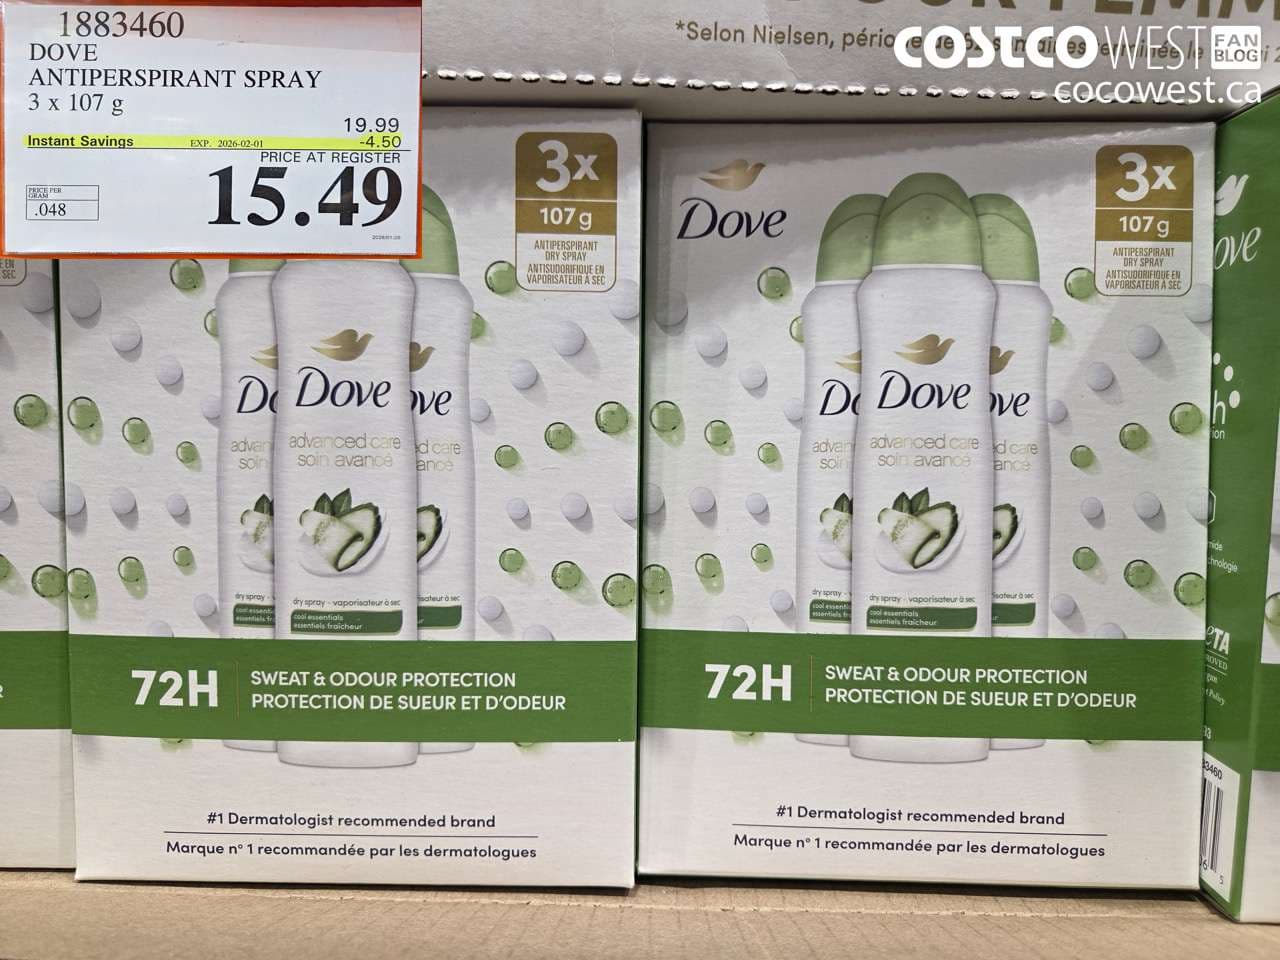 1883460
DOVE
ANTIPERSPIRANT SPRAY
3 x 107 g
19.99
Instant Savings EXP. 2026-02-01 -4.50
PRICE AT REGISTER
15.49
PRICE PER
GRAM
.048
*Selon Nielsen,
COSTCO WEST FAN
BLOG
cocowest.ca
3x
107g
ANTIPERSPIRANT
DRY SPRAY
ANTISUDORIFIQUE EN
VAPORISATEUR À SEC
Dove
advanced care
soin avancé
dry spray - vaporisateur à sec
cool essentials
essentiels fraîcheur
72H
SWEAT & ODOUR PROTECTION
PROTECTION DE SUEUR ET D'ODEUR
#1 Dermatologist recommended brand
Marque n° 1 recommandée par les dermatologues
Dove
3x
107g
ANTIPERSPIRANT
DRY SPRAY
ANTISUDORIFIQUE EN
VAPORISATEUR À SEC
Dove
advanced care
soin avancé
dry spray - vaporisateur à sec
cool essentials
essentiels fraîcheur
72H
SWEAT & ODOUR PROTECTION
PROTECTION DE SUEUR ET D'ODEUR
#1 Dermatologist recommended brand
Marque n° 1 recommandée par les dermatologues